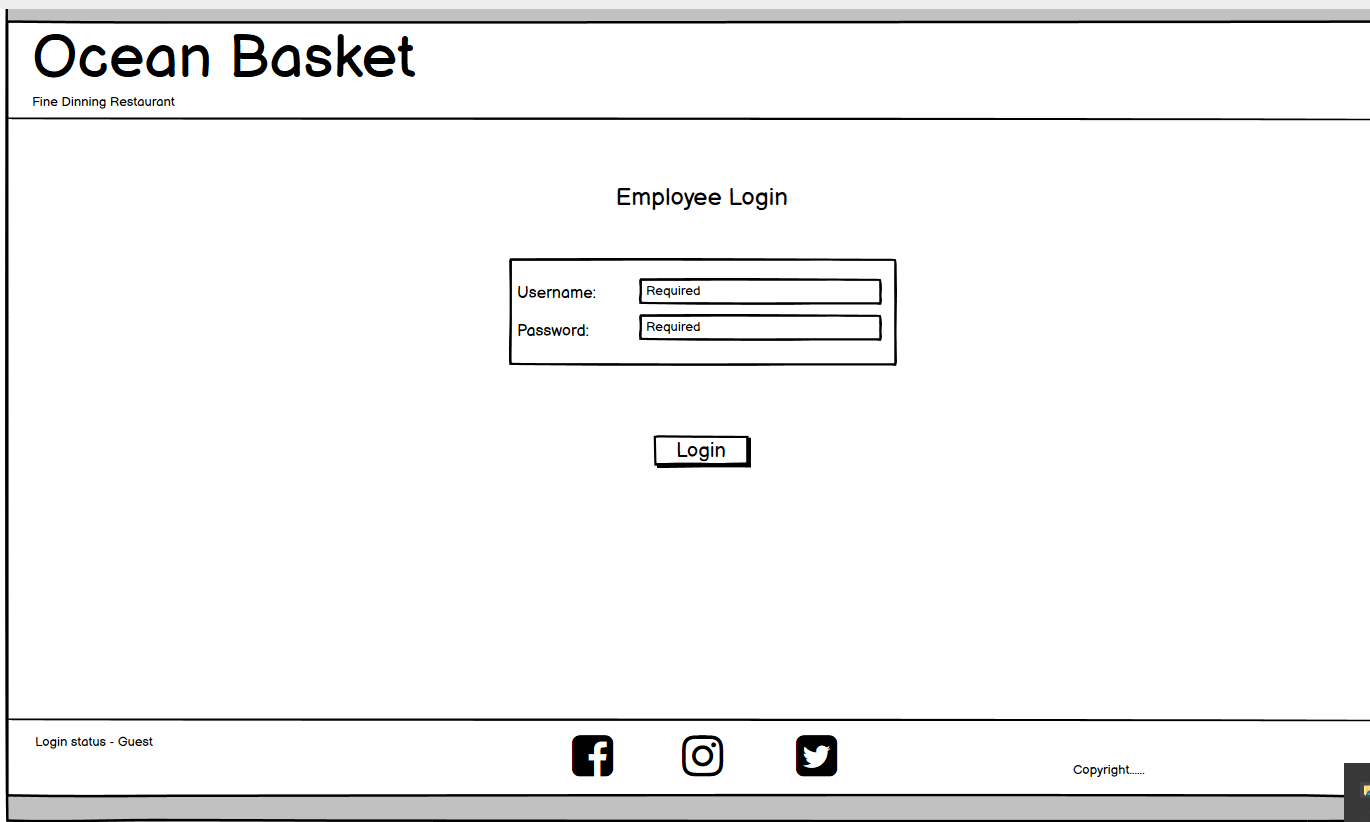 Ocean Basket
Fine Dinning Restaurant
Employee Login
Username: Required
Password: Required
Login
Login status - Guest
Copyright......